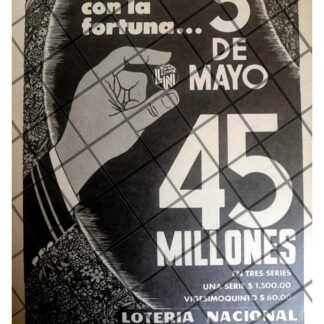 con la
fortuna...
5
DE
MAYO
LN
45
MILLONES
EN TRES SERIES
UNA SERIE $ 1,500.00
VIGESIMOQUINTO $ 60.00
LOTERIA NACIONAL